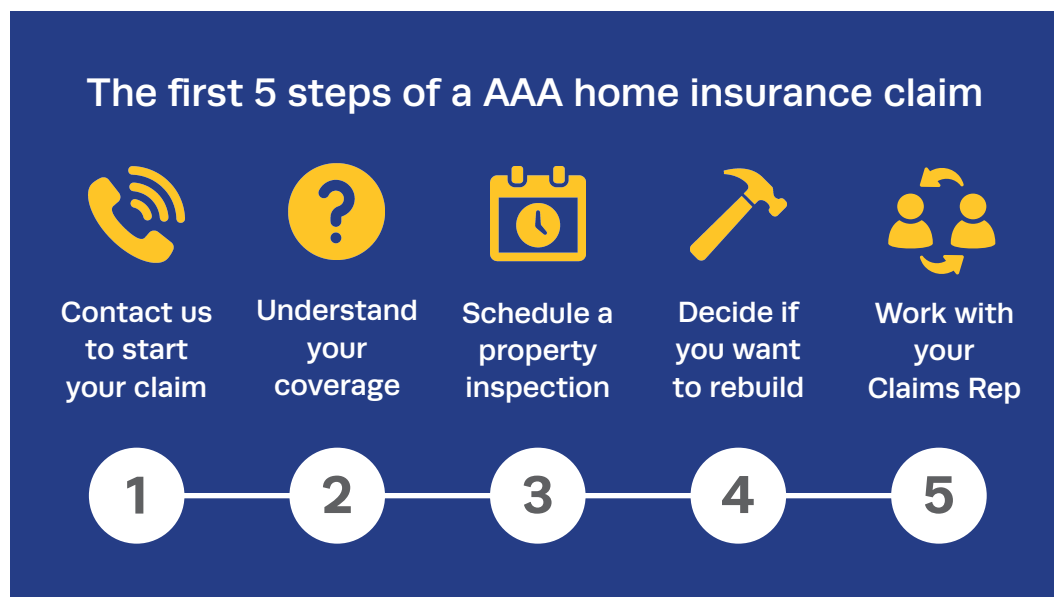 The first 5 steps of a AAA home insurance claim
?
Contact us
to start
your claim
Understand
your
coverage
Schedule a
property
inspection
Decide if
you want
to rebuild
Work with
your
Claims Rep
1
2
3
4
5